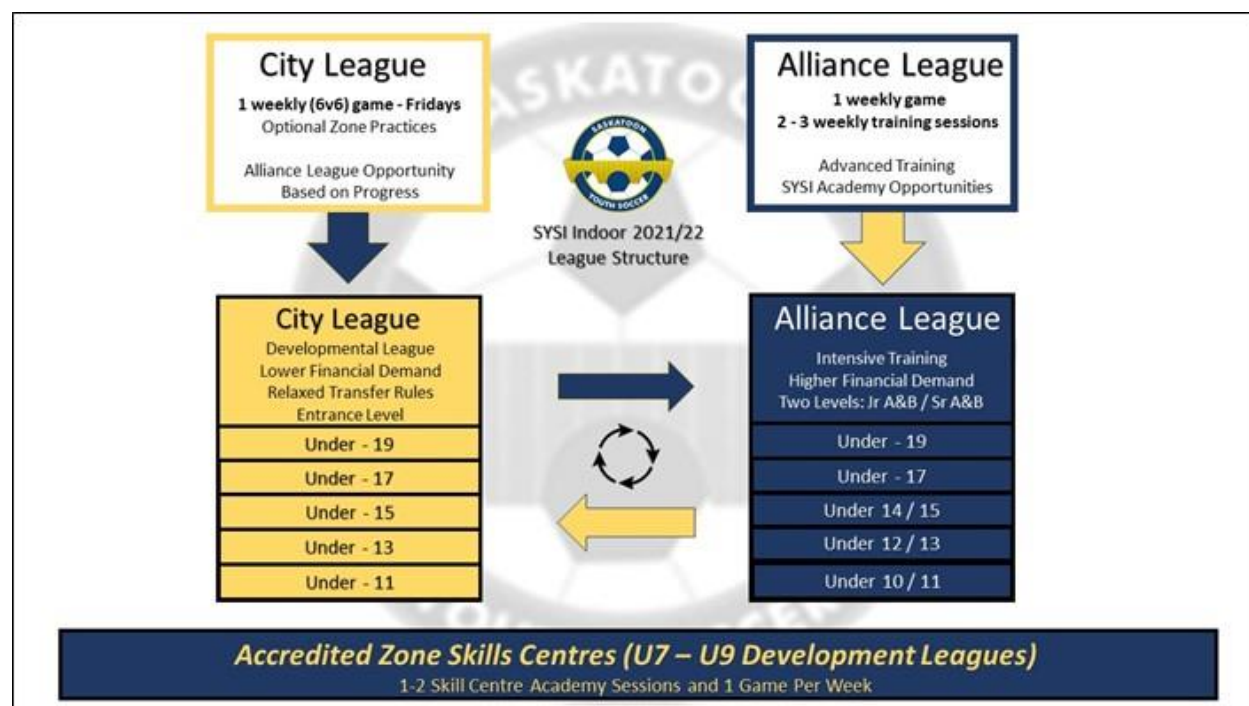 City League
1 weekly (6v6) game - Fridays
Optional Zone Practices
Alliance League Opportunity
Based on Progress
SASKATOON
YOUTH SOCCER
SYSI Indoor 2021/22
League Structure
Alliance League
1 weekly game
2 - 3 weekly training sessions
Advanced Training
SYSI Academy Opportunities
City League
Developmental League
Lower Financial Demand
Relaxed Transfer Rules
Entrance Level
Under - 19
Under - 17
Under - 15
Under - 13
Under - 11
Alliance League
Intensive Training
Higher Financial Demand
Two Levels: Jr A&B / Sr A&B
Under - 19
Under - 17
Under 14 / 15
Under 12 / 13
Under 10 / 11
Accredited Zone Skills Centres (U7 – U9 Development Leagues)
1-2 Skill Centre Academy Sessions and 1 Game Per Week